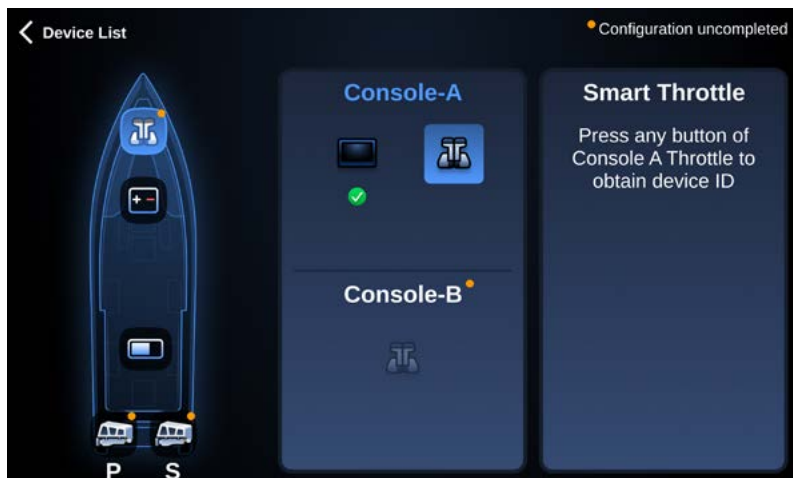 Device List
Configuration uncompleted
Console-A
Smart Throttle
Press any button of
Console A Throttle to
obtain device ID
Console-B
P S